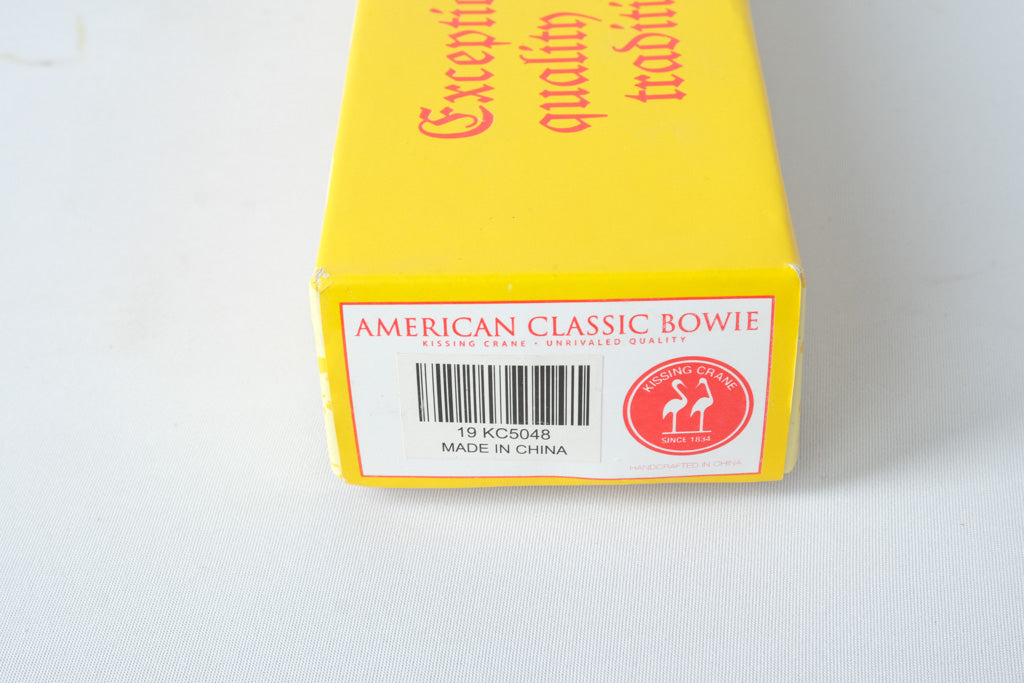 quality
AMERICAN CLASSIC BOWIE
KISSING CRANE • UNRIVALED QUALITY
19 KC5048
MADE IN CHINA
KISSING CRANE
SINCE 1834
HANDCRAFTED IN CHINA